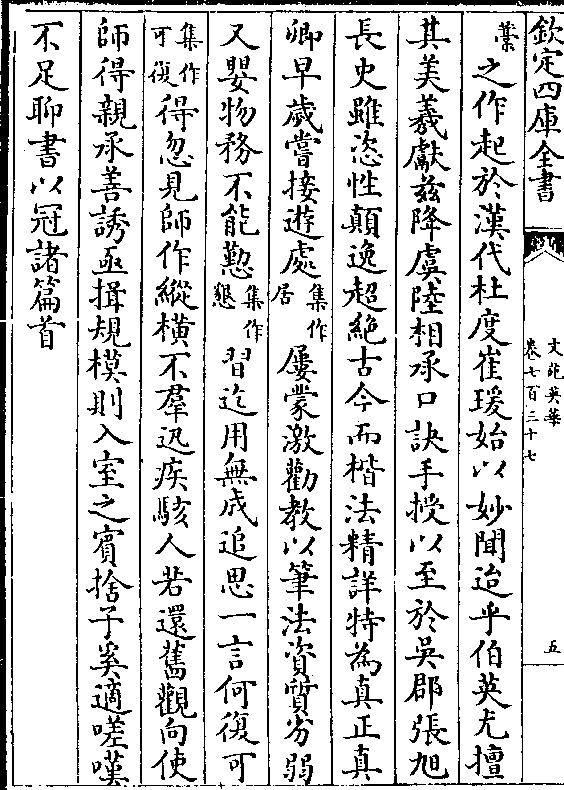 欽定四庫全書
文苑英華
卷七百三十七
五
藳之作起於漢代杜度崔瑗始以妙聞迨乎伯英尤擅
其美羲獻兹降虞陸相承口訣手授以至於吳郡張旭
長史雖恣性顛逸超絶古今而楷法精詳特為真正真
卿早歲嘗接遊處集作居屢蒙激勸教以筆法資質劣弱
又嬰物務不能懃集作懇習迄用無成追思一言何復可
集作可復得忽見師作縱横不羣迅疾駭人若還舊觀向使
師得親承善誘亟揖規模則入室之賓捨子奚適嗟嘆
不足聊書以冠諸篇首